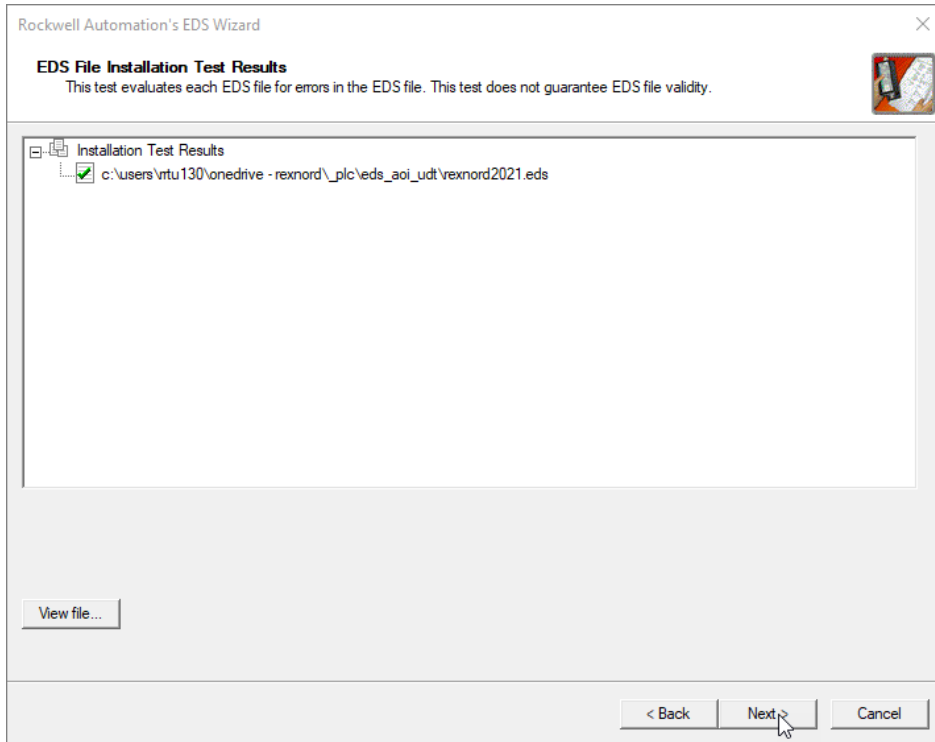 Rockwell Automation's EDS Wizard
EDS File Installation Test Results
This test evaluates each EDS file for errors in the EDS file. This test does not guarantee EDS file validity.
Installation Test Results
c:\users\rrtu130\onedrive - rexnord\_plc\eds_aoi_udt\rexnord2021.eds
View file...
< Back
Next >
Cancel